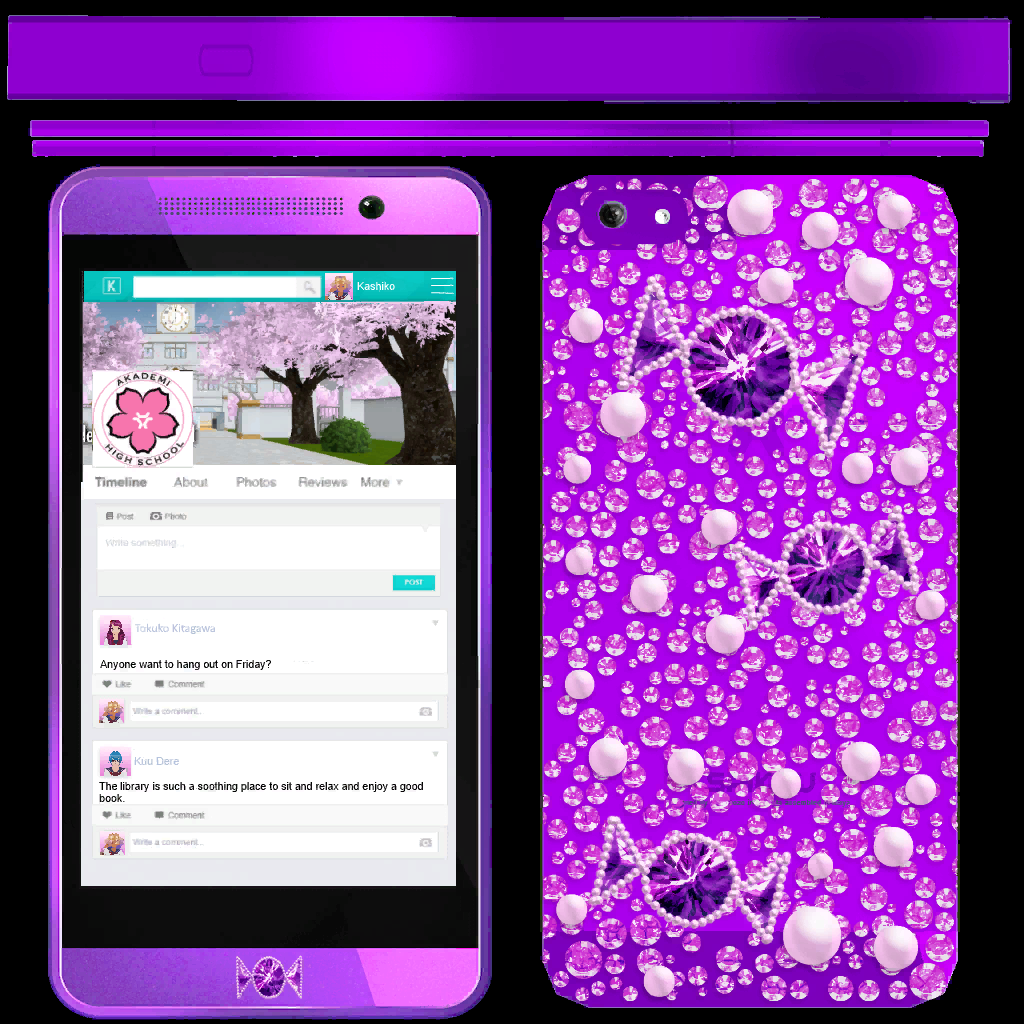 K
Kashiko
AKADEMI
HIGH SCHOOL
Timeline About Photos Reviews More
Post Photo
Write something...
POST
Tokuko Kitagawa
Anyone want to hang out on Friday?
Like Comment
Write a comment..
Kuu Dere
The library is such a soothing place to sit and relax and enjoy a good
book.
Like Comment
Write a comment..